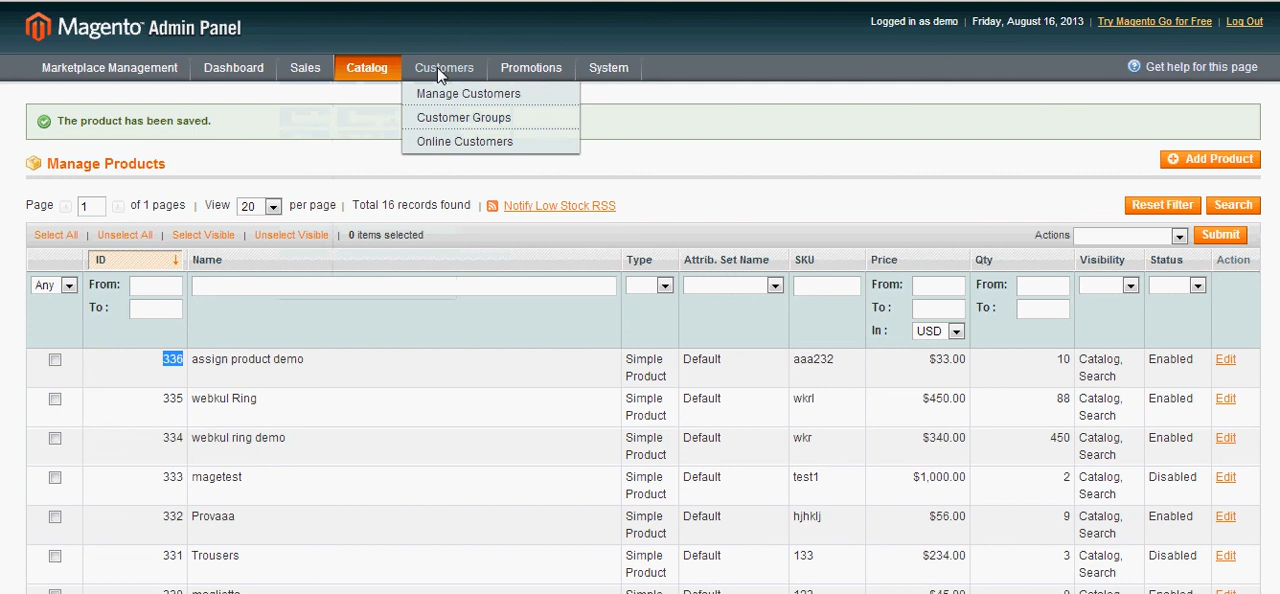 Magento Admin Panel
Logged in as demo | Friday, August 16, 2013 | Try Magento Go for Free | Log Out
Marketplace Management Dashboard Sales Catalog Customers Promotions System Get help for this page
Manage Customers
Customer Groups
Online Customers
The product has been saved.
Manage Products Add Product
Page 1 of 1 pages | View 20 per page | Total 16 records found | Notify Low Stock RSS Reset Filter Search
Select All | Unselect All | Select Visible | Unselect Visible | 0 items selected Actions Submit
ID Name Type Attrib. Set Name SKU Price Qty Visibility Status Action
Any From: From: From:
To : To : To :
In : USD
336 assign product demo Simple Product Default aaa232 $33.00 10 Catalog, Search Enabled Edit
335 webkul Ring Simple Product Default wkrl $450.00 88 Catalog, Search Enabled Edit
334 webkul ring demo Simple Product Default wkr $340.00 450 Catalog, Search Enabled Edit
333 magetest Simple Product Default test1 $1,000.00 2 Catalog, Search Disabled Edit
332 Provaaa Simple Product Default hjhklj $56.00 9 Catalog, Search Enabled Edit
331 Trousers Simple Product Default 133 $234.00 3 Catalog, Search Disabled Edit